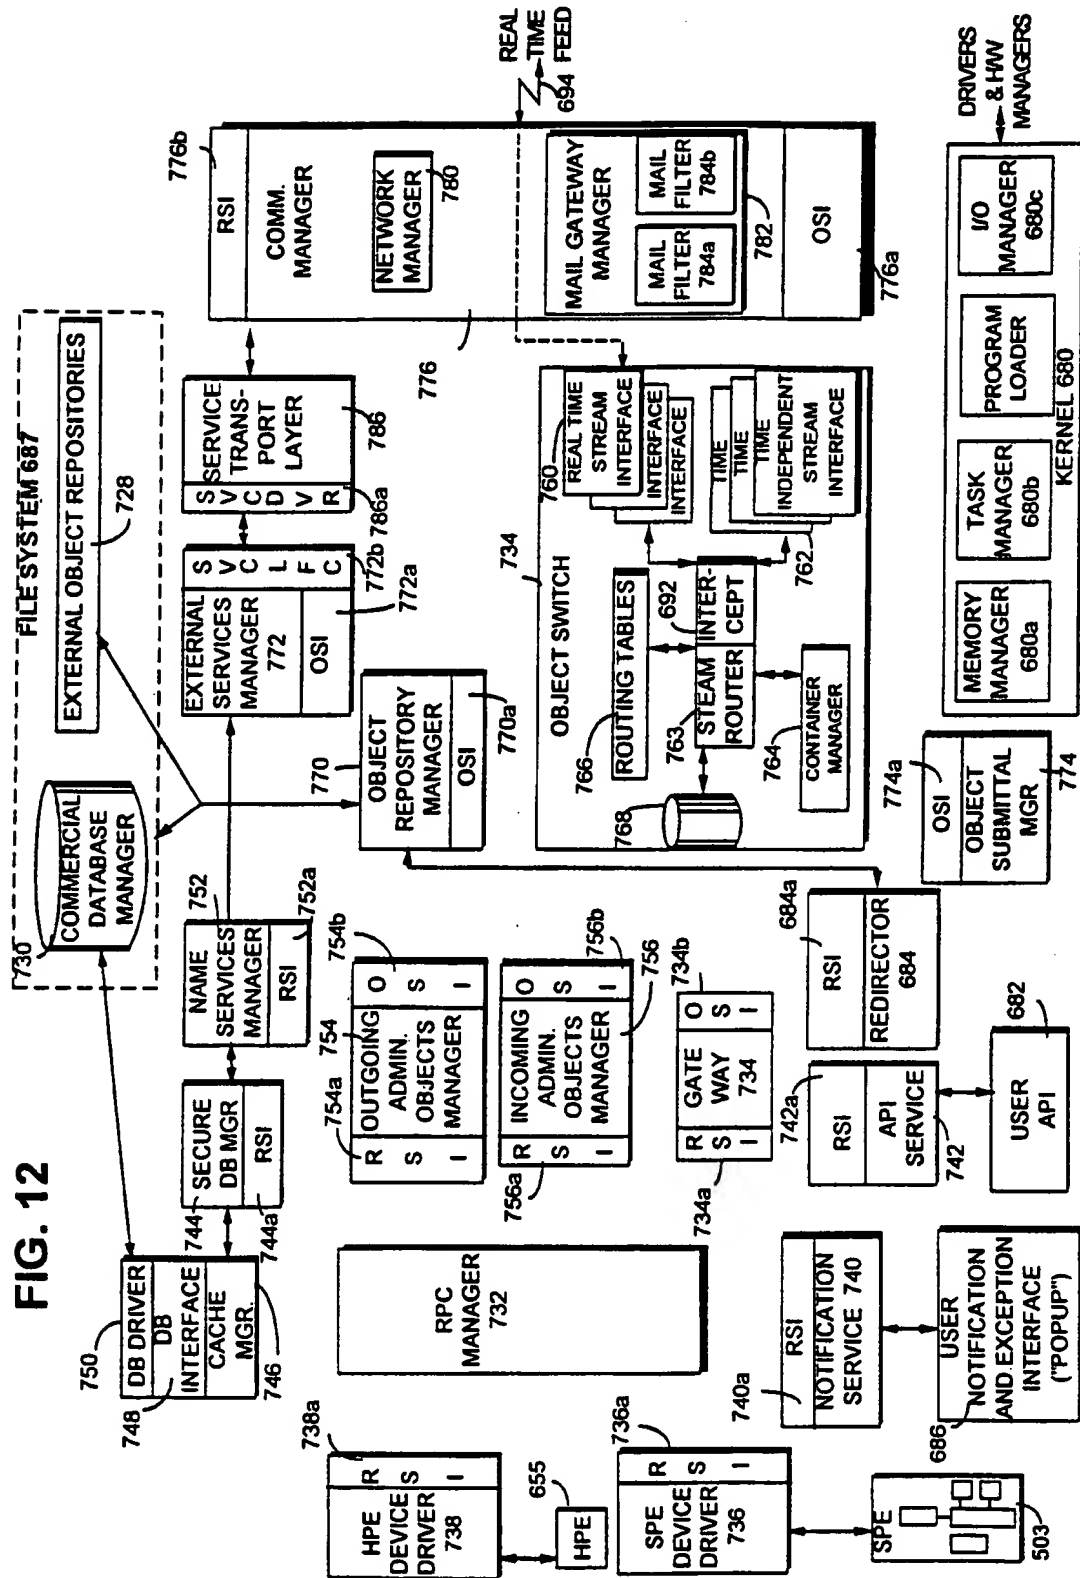 FIG. 12
FILE SYSTEM 687
730
COMMERCIAL
DATABASE
MANAGER
EXTERNAL OBJECT REPOSITORIES
728
750
DB DRIVER
DB
INTERFACE
CACHE
MGR.
748
746
744
SECURE
DB MGR
RSI
744a
752
NAME
SERVICES
MANAGER
RSI
752a
EXTERNAL
SERVICES
MANAGER
772
OSI
S
V
C
L
F
C
772b
772a
S
V
C
D
V
R
786a
SERVICE
TRANS-
PORT
LAYER
786
776b
RSI
COMM.
MANAGER
NETWORK
MANAGER
780
776
MAIL GATEWAY
MANAGER
MAIL
FILTER
784a
MAIL
FILTER
784b
782
OSI
776a
REAL
TIME
FEED
694
738a
HPE
DEVICE
DRIVER
738
R
S
I
655
HPE
736a
SPE
DEVICE
DRIVER
736
R
S
I
SPE
503
RPC
MANAGER
732
754a
754
754b
R
S
I
OUTGOING
ADMIN.
OBJECTS
MANAGER
O
S
I
756a
R
S
I
INCOMING
ADMIN.
OBJECTS
MANAGER
O
S
I
756b
756
734a
R
S
I
GATE
WAY
734
O
S
I
734b
770
OBJECT
REPOSITORY
MANAGER
OSI
770a
734
OBJECT SWITCH
766
ROUTING TABLES
763
692
STEAM
ROUTER
INTER-
CEPT
764
CONTAINER
MANAGER
768
760
REAL TIME
STREAM
INTERFACE
INTERFACE
INTERFACE
TIME
TIME
TIME
INDEPENDENT
STREAM
INTERFACE
762
740a
RSI
NOTIFICATION
SERVICE 740
USER
NOTIFICATION
AND EXCEPTION
INTERFACE
("POPUP")
686
742a
RSI
API
SERVICE
742
USER
API
682
684a
RSI
REDIRECTOR
684
774a
OSI
OBJECT
SUBMITTAL
MGR
774
MEMORY
MANAGER
680a
TASK
MANAGER
680b
PROGRAM
LOADER
I/O
MANAGER
680c
KERNEL 680
DRIVERS
& H/W
MANAGERS